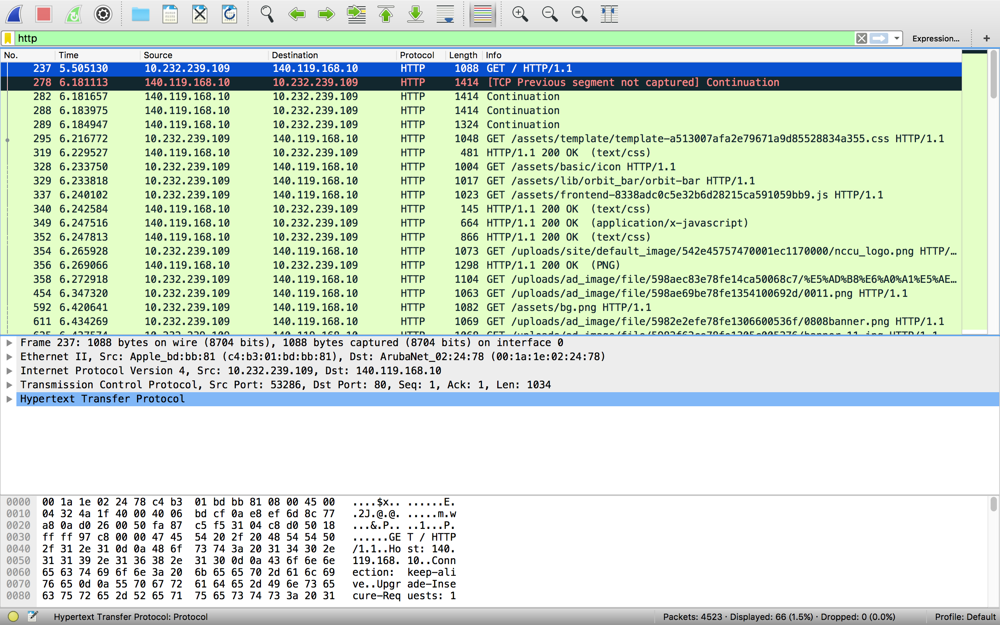 http
Expression...
+
No. Time Source Destination Protocol Length Info
237 5.505130 10.232.239.109 140.119.168.10 HTTP 1088 GET / HTTP/1.1
278 6.181113 140.119.168.10 10.232.239.109 HTTP 1414 [TCP Previous segment not captured] Continuation
282 6.181657 140.119.168.10 10.232.239.109 HTTP 1414 Continuation
288 6.183975 140.119.168.10 10.232.239.109 HTTP 1414 Continuation
289 6.184947 140.119.168.10 10.232.239.109 HTTP 1324 Continuation
295 6.216772 10.232.239.109 140.119.168.10 HTTP 1048 GET /assets/template/template-a513007afa2e79671a9d85528834a355.css HTTP/1.1
319 6.229527 140.119.168.10 10.232.239.109 HTTP 481 HTTP/1.1 200 OK (text/css)
328 6.233750 10.232.239.109 140.119.168.10 HTTP 1004 GET /assets/basic/icon HTTP/1.1
329 6.233818 10.232.239.109 140.119.168.10 HTTP 1017 GET /assets/lib/orbit_bar/orbit-bar HTTP/1.1
337 6.240102 10.232.239.109 140.119.168.10 HTTP 1023 GET /assets/frontend-8338adc0c5e32b6d28215ca591059bb9.js HTTP/1.1
340 6.242584 140.119.168.10 10.232.239.109 HTTP 145 HTTP/1.1 200 OK (text/css)
349 6.247516 140.119.168.10 10.232.239.109 HTTP 664 HTTP/1.1 200 OK (application/x-javascript)
352 6.247813 140.119.168.10 10.232.239.109 HTTP 866 HTTP/1.1 200 OK (text/css)
354 6.265928 10.232.239.109 140.119.168.10 HTTP 1073 GET /uploads/site/default_image/542e45757470001ec1170000/nccu_logo.png HTTP/…
356 6.269066 140.119.168.10 10.232.239.109 HTTP 1298 HTTP/1.1 200 OK (PNG)
358 6.272918 10.232.239.109 140.119.168.10 HTTP 1104 GET /uploads/ad_image/file/598aec83e78fe14ca50068c7/%E5%AD%B8%E6%A0%A1%E5%AE…
454 6.347320 10.232.239.109 140.119.168.10 HTTP 1063 GET /uploads/ad_image/file/598ae69be78fe1354100692d/0011.png HTTP/1.1
592 6.420641 10.232.239.109 140.119.168.10 HTTP 1082 GET /assets/bg.png HTTP/1.1
611 6.434269 10.232.239.109 140.119.168.10 HTTP 1069 GET /uploads/ad_image/file/5982e2efe78fe1306600536f/0808banner.png HTTP/1.1
Frame 237: 1088 bytes on wire (8704 bits), 1088 bytes captured (8704 bits) on interface 0
Ethernet II, Src: Apple_bd:bb:81 (c4:b3:01:bd:bb:81), Dst: ArubaNet_02:24:78 (00:1a:1e:02:24:78)
Internet Protocol Version 4, Src: 10.232.239.109, Dst: 140.119.168.10
Transmission Control Protocol, Src Port: 53286, Dst Port: 80, Seq: 1, Ack: 1, Len: 1034
Hypertext Transfer Protocol
0000 00 1a 1e 02 24 78 c4 b3 01 bd bb 81 08 00 45 00 ....$x.. ......E.
0010 04 32 4a 1f 40 00 40 06 bd cf 0a e8 ef 6d 8c 77 .2J.@.@. .....m.w
0020 a8 0a d0 26 00 50 fa 87 c5 f5 31 04 c8 d0 50 18 ...&.P.. ..1...P.
0030 ff ff 97 c8 00 00 47 45 54 20 2f 20 48 54 54 50 ......GE T / HTTP
0040 2f 31 2e 31 0d 0a 48 6f 73 74 3a 20 31 34 30 2e /1.1..Ho st: 140.
0050 31 31 39 2e 31 36 38 2e 31 30 0d 0a 43 6f 6e 6e 119.168. 10..Conn
0060 65 63 74 69 6f 6e 3a 20 6b 65 65 70 2d 61 6c 69 ection: keep-ali
0070 76 65 0d 0a 55 70 67 72 61 64 65 2d 49 6e 73 65 ve..Upgr ade-Inse
0080 63 75 72 65 2d 52 65 71 75 65 73 74 73 3a 20 31 cure-Req uests: 1
Hypertext Transfer Protocol: Protocol
Packets: 4523 · Displayed: 66 (1.5%) · Dropped: 0 (0.0%)
Profile: Default